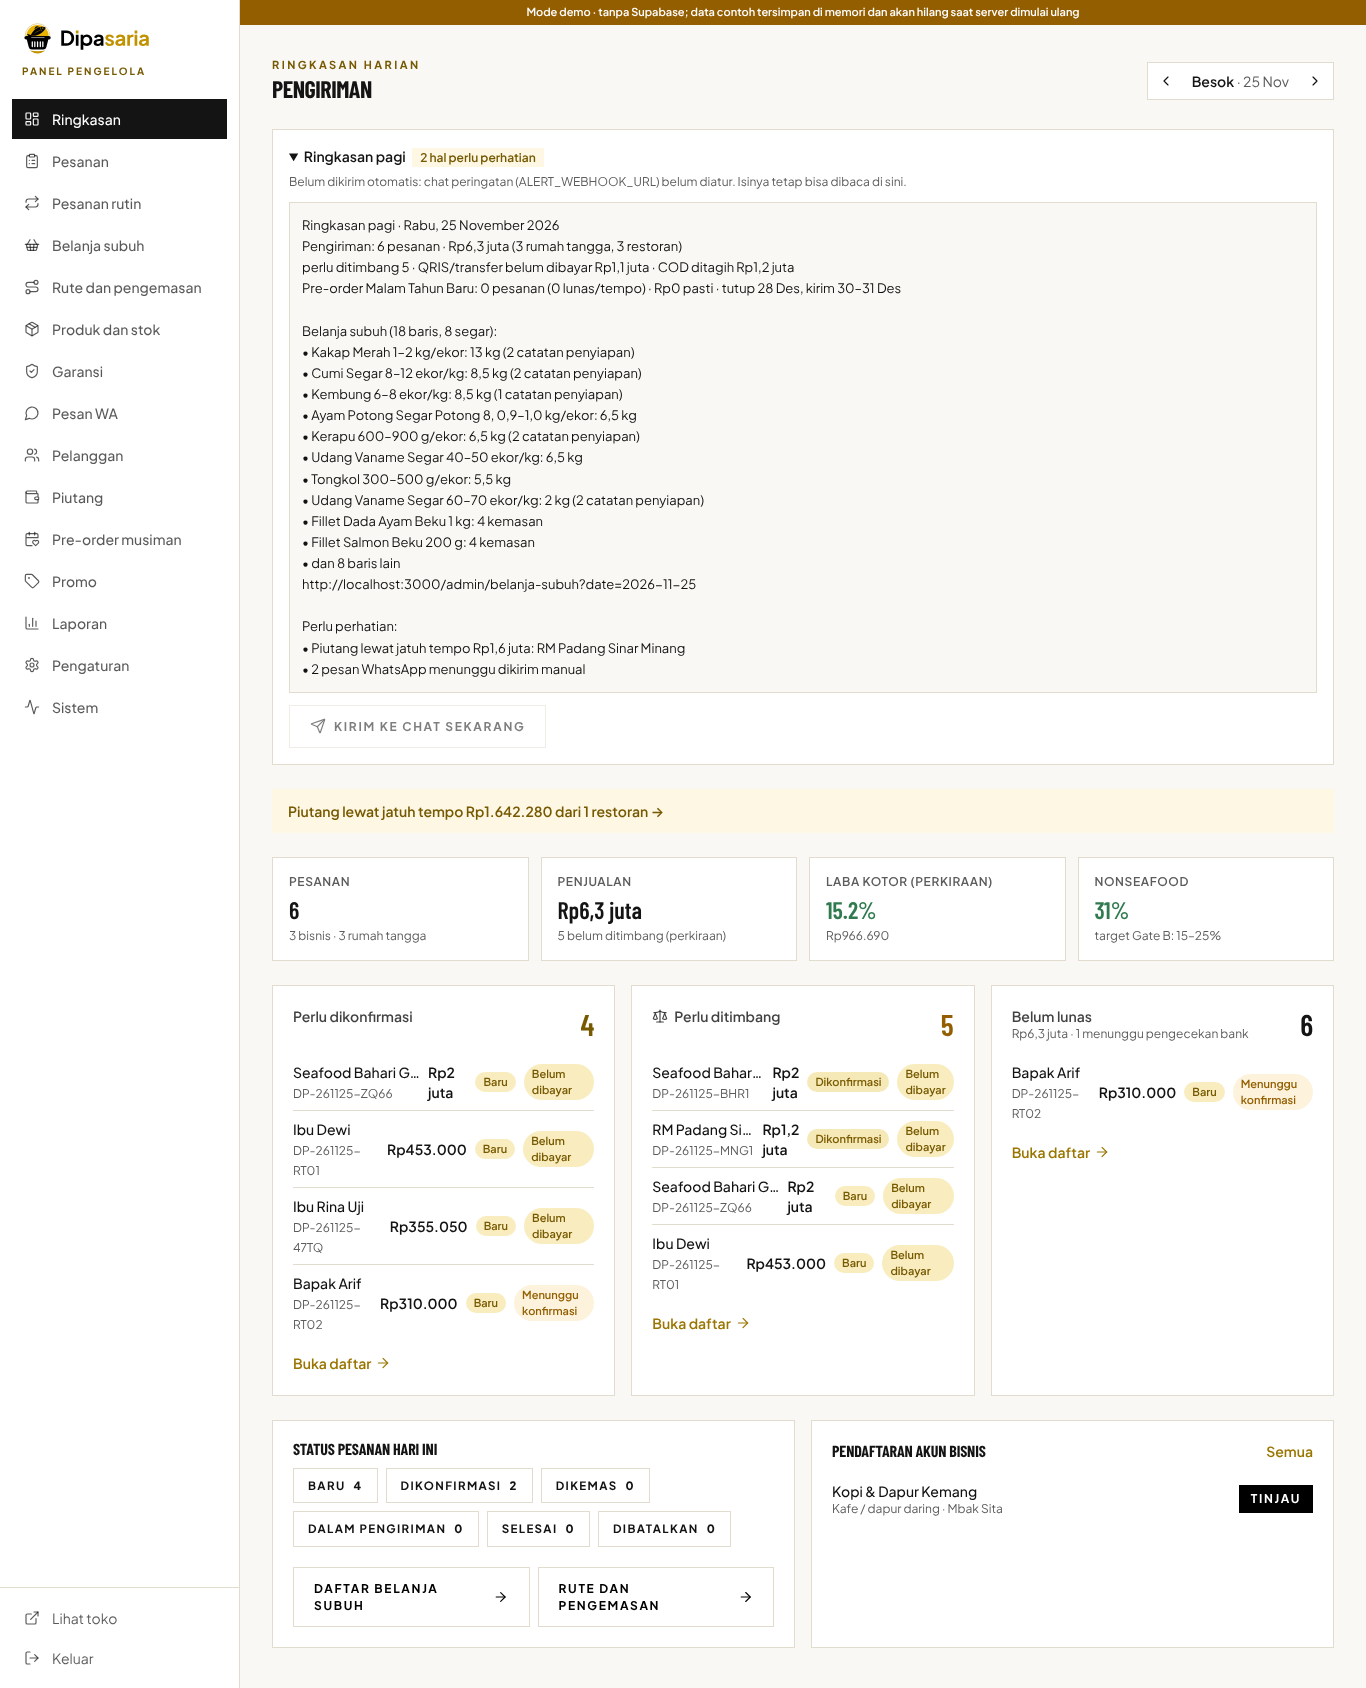 Mode demo · tanpa Supabase; data contoh tersimpan di memori dan akan hilang saat server dimulai ulang
Dipasaria
PANEL PENGELOLA
Ringkasan
Pesanan
Pesanan rutin
Belanja subuh
Rute dan pengemasan
Produk dan stok
Garansi
Pesan WA
Pelanggan
Piutang
Pre-order musiman
Promo
Laporan
Pengaturan
Sistem
Lihat toko
Keluar
RINGKASAN HARIAN
PENGIRIMAN
Besok · 25 Nov
Ringkasan pagi 2 hal perlu perhatian
Belum dikirim otomatis: chat peringatan (ALERT_WEBHOOK_URL) belum diatur. Isinya tetap bisa dibaca di sini.
Ringkasan pagi · Rabu, 25 November 2026
Pengiriman: 6 pesanan · Rp6,3 juta (3 rumah tangga, 3 restoran)
perlu ditimbang 5 · QRIS/transfer belum dibayar Rp1,1 juta · COD ditagih Rp1,2 juta
Pre-order Malam Tahun Baru: 0 pesanan (0 lunas/tempo) · Rp0 pasti · tutup 28 Des, kirim 30–31 Des
Belanja subuh (18 baris, 8 segar):
• Kakap Merah 1–2 kg/ekor: 13 kg (2 catatan penyiapan)
• Cumi Segar 8–12 ekor/kg: 8,5 kg (2 catatan penyiapan)
• Kembung 6–8 ekor/kg: 8,5 kg (1 catatan penyiapan)
• Ayam Potong Segar Potong 8, 0,9–1,0 kg/ekor: 6,5 kg
• Kerapu 600–900 g/ekor: 6,5 kg (2 catatan penyiapan)
• Udang Vaname Segar 40–50 ekor/kg: 6,5 kg
• Tongkol 300–500 g/ekor: 5,5 kg
• Udang Vaname Segar 60–70 ekor/kg: 2 kg (2 catatan penyiapan)
• Fillet Dada Ayam Beku 1 kg: 4 kemasan
• Fillet Salmon Beku 200 g: 4 kemasan
• dan 8 baris lain
http://localhost:3000/admin/belanja-subuh?date=2026-11-25
Perlu perhatian:
• Piutang lewat jatuh tempo Rp1,6 juta: RM Padang Sinar Minang
• 2 pesan WhatsApp menunggu dikirim manual
KIRIM KE CHAT SEKARANG
Piutang lewat jatuh tempo Rp1.642.280 dari 1 restoran →
PESANAN
6
3 bisnis · 3 rumah tangga
PENJUALAN
Rp6,3 juta
5 belum ditimbang (perkiraan)
LABA KOTOR (PERKIRAAN)
15.2%
Rp966.690
NONSEAFOOD
31%
target Gate B: 15–25%
Perlu dikonfirmasi 4
Seafood Bahari G… Rp2 juta Baru Belum dibayar
DP-261125-ZQ66
Ibu Dewi
DP-261125-RT01 Rp453.000 Baru Belum dibayar
Ibu Rina Uji
DP-261125-47TQ Rp355.050 Baru Belum dibayar
Bapak Arif
DP-261125-RT02 Rp310.000 Baru Menunggu konfirmasi
Buka daftar →
Perlu ditimbang 5
Seafood Bahar… Rp2 juta Dikonfirmasi Belum dibayar
DP-261125-BHR1
RM Padang Si… Rp1,2 juta Dikonfirmasi Belum dibayar
DP-261125-MNG1
Seafood Bahari G… Rp2 juta Baru Belum dibayar
DP-261125-ZQ66
Ibu Dewi
DP-261125-RT01 Rp453.000 Baru Belum dibayar
Buka daftar →
Belum lunas 6
Rp6,3 juta · 1 menunggu pengecekan bank
Bapak Arif
DP-261125-RT02 Rp310.000 Baru Menunggu konfirmasi
Buka daftar →
STATUS PESANAN HARI INI
BARU 4 DIKONFIRMASI 2 DIKEMAS 0
DALAM PENGIRIMAN 0 SELESAI 0 DIBATALKAN 0
DAFTAR BELANJA SUBUH →
RUTE DAN PENGEMASAN →
PENDAFTARAN AKUN BISNIS Semua
Kopi & Dapur Kemang
Kafe / dapur daring · Mbak Sita
TINJAU